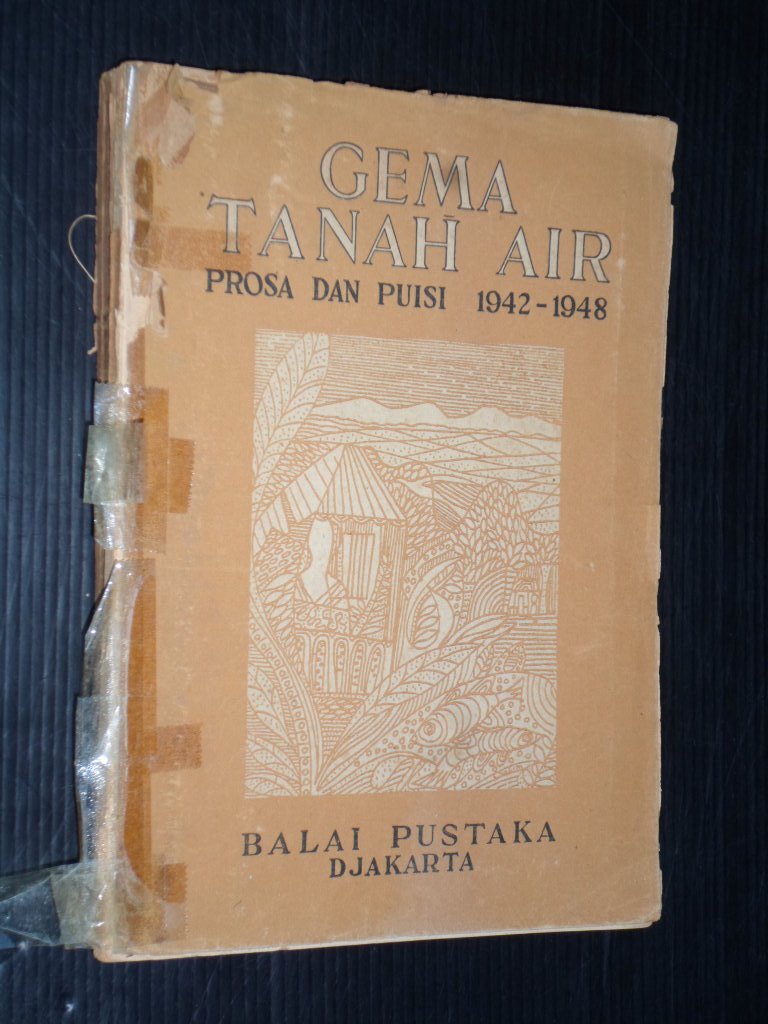 GEMA
TANAH AIR
PROSA DAN PUISI 1942-1948
BALAI PUSTAKA
DJAKARTA